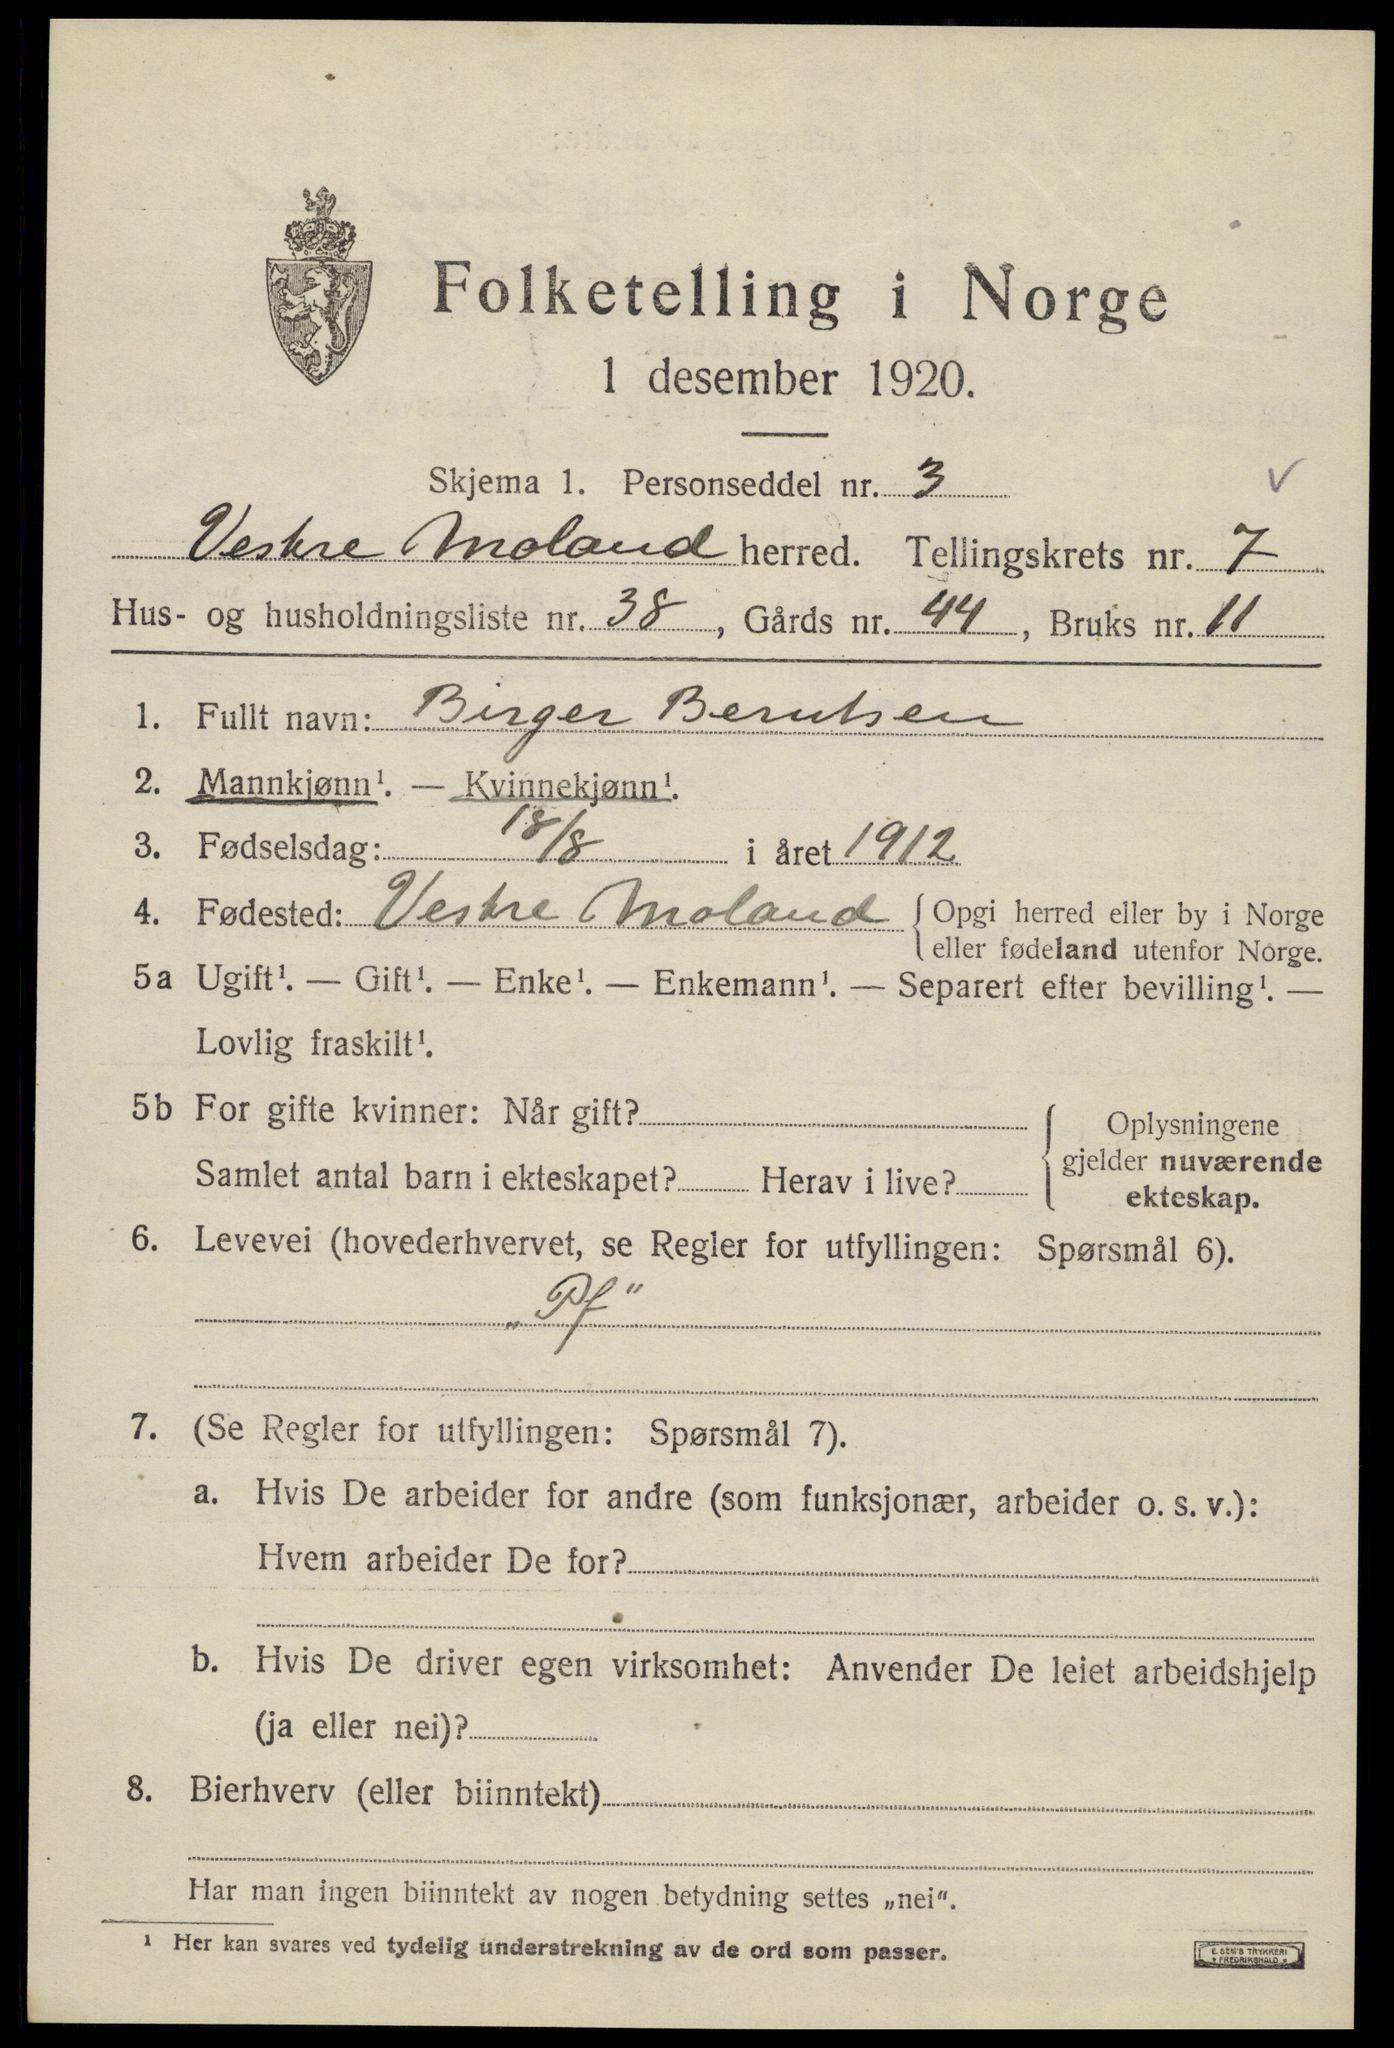 Folketelling i Norge
1 desember 1920.
Skjema 1. Personseddel nr. 3 v
Vestre Moland herred. Tellingskrets nr. 7
Hus- og husholdningsliste nr. 38, Gårds nr. 44, Bruks nr. 11
1. Fullt navn: Birger Berntsen
2. Mannkjønn¹. — Kvinnekjønn¹.
3. Fødselsdag: 18/8 i året 1912
4. Fødested: Vestre Moland { Opgi herred eller by i Norge
eller fødeland utenfor Norge.
5a Ugift¹. — Gift¹. — Enke¹. — Enkemann¹. — Separert efter bevilling¹. —
Lovlig fraskilt¹.
5b For gifte kvinner: Når gift?
Samlet antal barn i ekteskapet? Herav i live?
Oplysningene
gjelder nuværende
ekteskap.
6. Levevei (hovederhvervet, se Regler for utfyllingen: Spørsmål 6).
„Pf"
7. (Se Regler for utfyllingen: Spørsmål 7).
a. Hvis De arbeider for andre (som funksjonær, arbeider o. s. v.):
Hvem arbeider De for?
b. Hvis De driver egen virksomhet: Anvender De leiet arbeidshjelp
(ja eller nei)?
8. Bierhverv (eller biinntekt)
Har man ingen biinntekt av nogen betydning settes „nei".
¹ Her kan svares ved tydelig understrekning av de ord som passer.
E. SEM'S TRYKKERI
FREDRIKSHALD